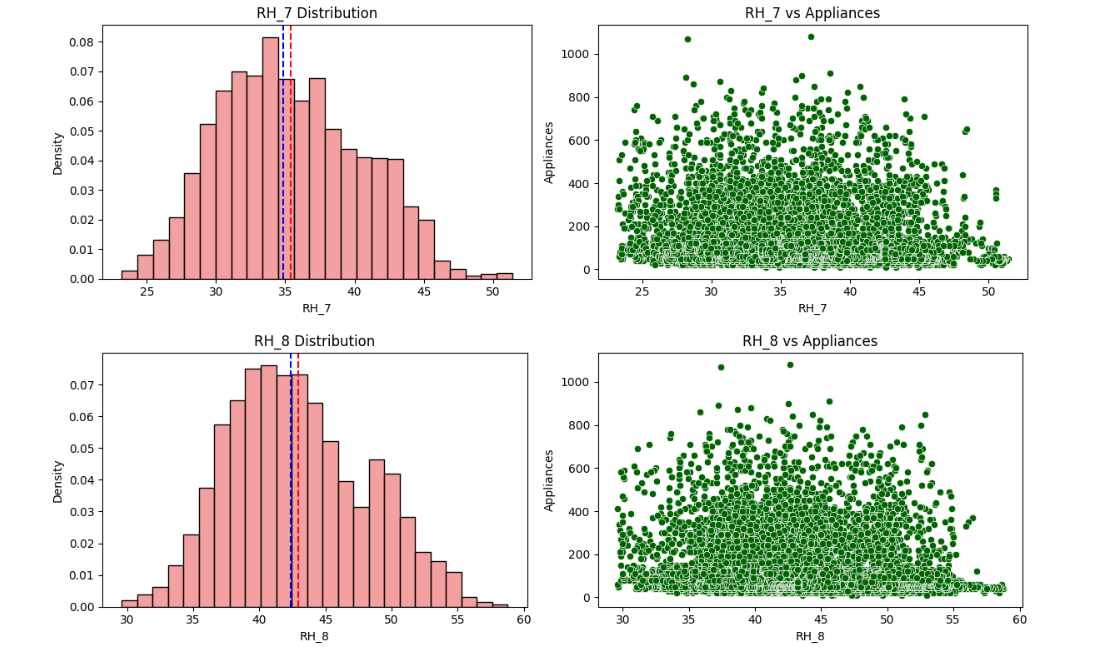 RH_7 Distribution
Density
0.08
0.07
0.06
0.05
0.04
0.03
0.02
0.01
0.00
25 30 35 40 45 50
RH_7
RH_7 vs Appliances
Appliances
1000
800
600
400
200
0
25 30 35 40 45 50
RH_7
RH_8 Distribution
Density
0.07
0.06
0.05
0.04
0.03
0.02
0.01
0.00
30 35 40 45 50 55 60
RH_8
RH_8 vs Appliances
Appliances
1000
800
600
400
200
0
30 35 40 45 50 55 60
RH_8